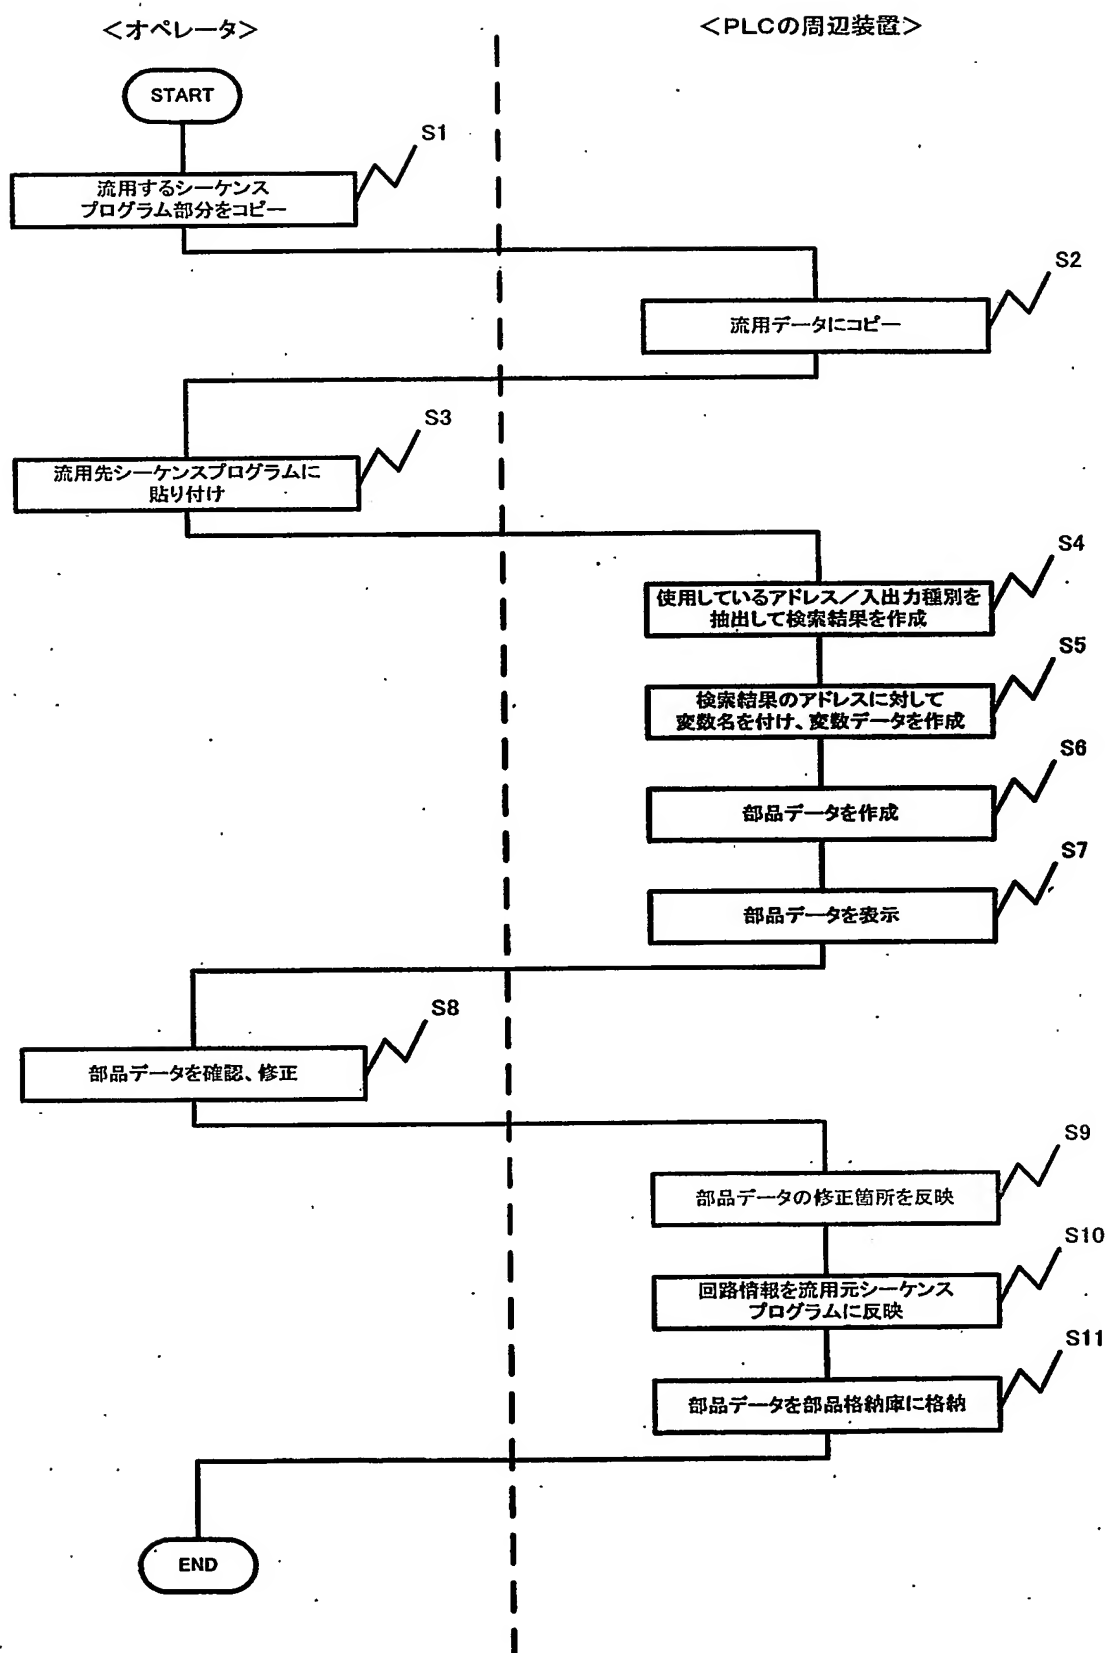 ＜オペレータ＞
＜PLCの周辺装置＞
START
S1
流用するシーケンス
プログラム部分をコピー
S2
流用データにコピー
S3
流用先シーケンスプログラムに
貼り付け
S4
使用しているアドレス／入出力種別を
抽出して検索結果を作成
S5
検索結果のアドレスに対して
変数名を付け、変数データを作成
S6
部品データを作成
S7
部品データを表示
S8
部品データを確認、修正
S9
部品データの修正箇所を反映
S10
回路情報を流用元シーケンス
プログラムに反映
S11
部品データを部品格納庫に格納
END